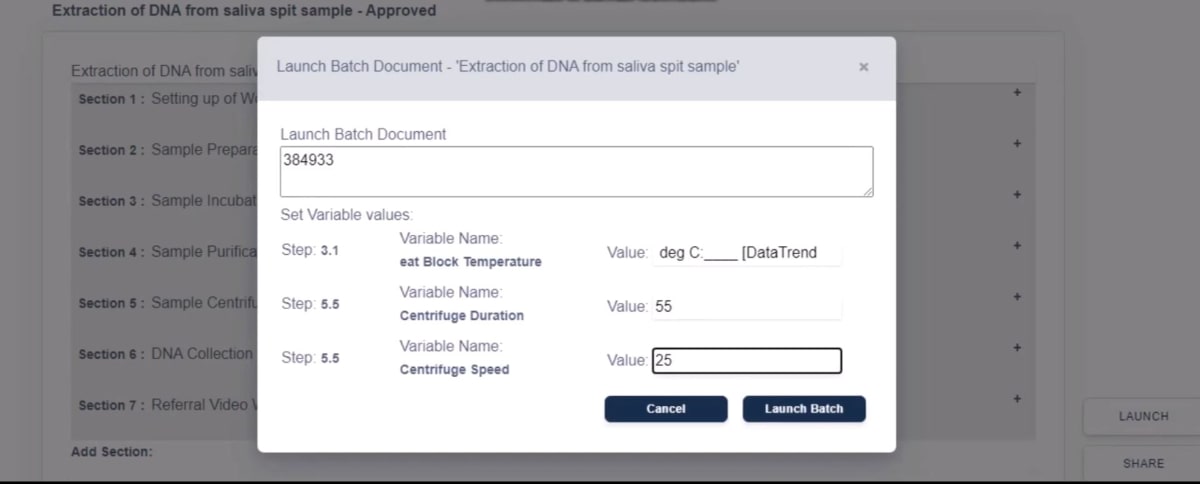 Extraction of DNA from saliva spit sample - Approved
Launch Batch Document - 'Extraction of DNA from saliva spit sample' ×
Extraction of DNA from saliv
Section 1 : Setting up of W +
Launch Batch Document
384933
Section 2 : Sample Prepara +
Section 3 : Sample Incubat +
Set Variable values:
Step: 3.1 Variable Name: eat Block Temperature Value: deg C:____ [DataTrend
Section 4 : Sample Purifica +
Step: 5.5 Variable Name: Centrifuge Duration Value: 55
Section 5 : Sample Centrifu +
Step: 5.5 Variable Name: Centrifuge Speed Value: 25
Section 6 : DNA Collection +
Section 7 : Referral Video +
Cancel Launch Batch
LAUNCH
Add Section:
SHARE